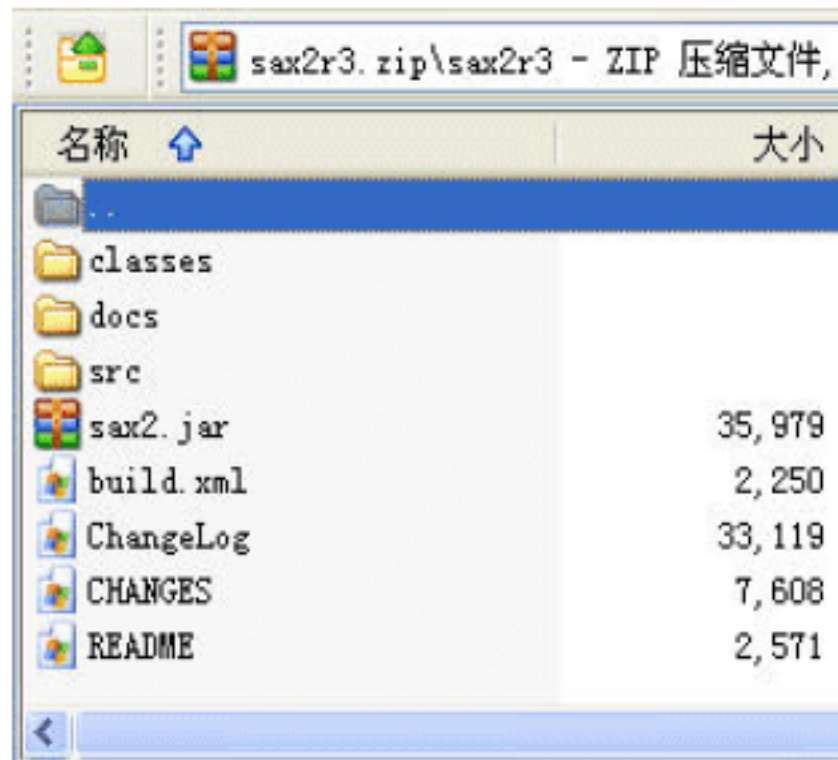 sax2r3.zip\sax2r3 - ZIP 压缩文件,
名称 大小
..
classes
docs
src
sax2.jar 35,979
build.xml 2,250
ChangeLog 33,119
CHANGES 7,608
README 2,571